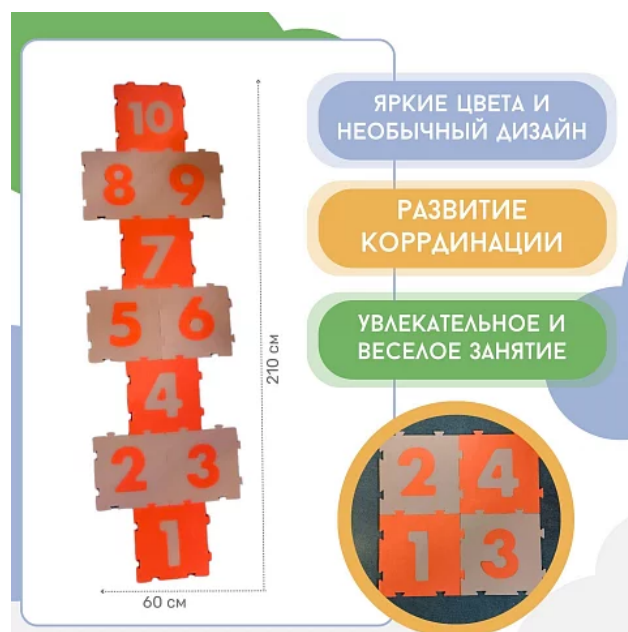 10
ЯРКИЕ ЦВЕТА И
НЕОБЫЧНЫЙ ДИЗАЙН
8 9
РАЗВИТИЕ
КОРРДИНАЦИИ
7
5 6
УВЛЕКАТЕЛЬНОЕ И
ВЕСЕЛОЕ ЗАНЯТИЕ
210 см
4
2 3
1
60 см
2 4
1 3